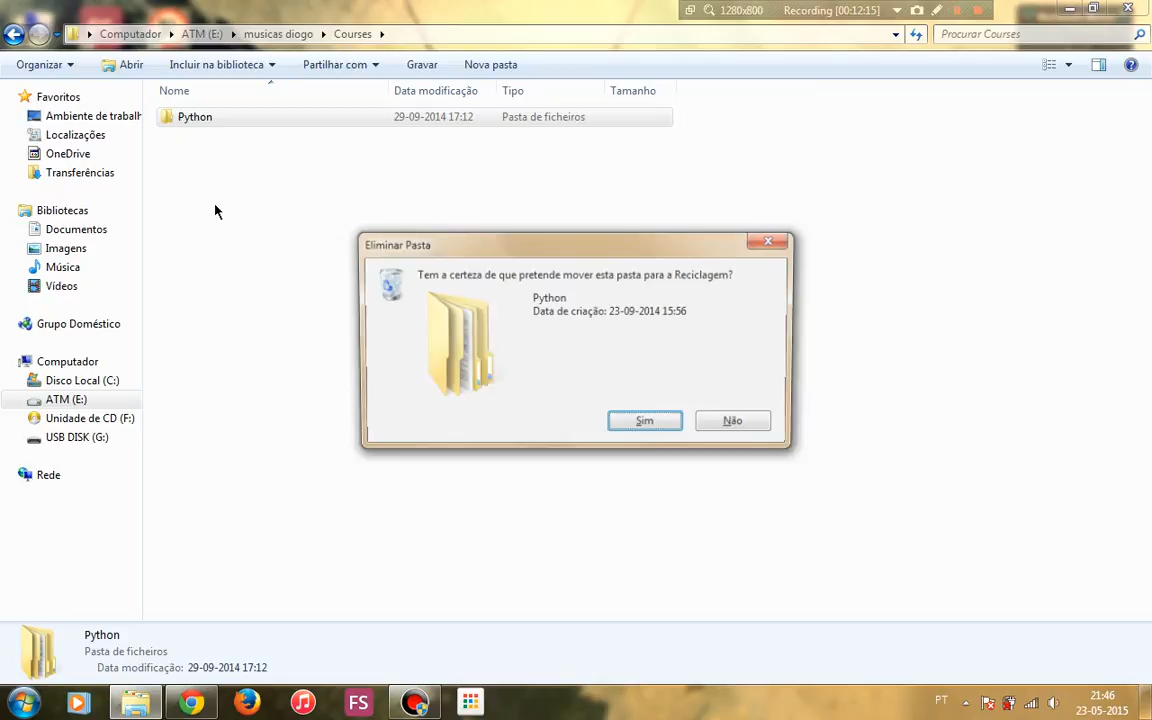 1280x800
Recording [00:12:15]
Computador
ATM (E:)
musicas diogo
Courses
Procurar Courses
Organizar
Abrir
Incluir na biblioteca
Partilhar com
Gravar
Nova pasta
Nome
Data modificação
Tipo
Tamanho
Python
29-09-2014 17:12
Pasta de ficheiros
Favoritos
Ambiente de trabalh
Localizações
OneDrive
Transferências
Bibliotecas
Documentos
Imagens
Música
Vídeos
Grupo Doméstico
Computador
Disco Local (C:)
ATM (E:)
Unidade de CD (F:)
USB DISK (G:)
Rede
Eliminar Pasta
Tem a certeza de que pretende mover esta pasta para a Reciclagem?
Python
Data de criação: 23-09-2014 15:56
Sim
Não
Python
Pasta de ficheiros
Data modificação: 29-09-2014 17:12
FS
PT
21:46
23-05-2015